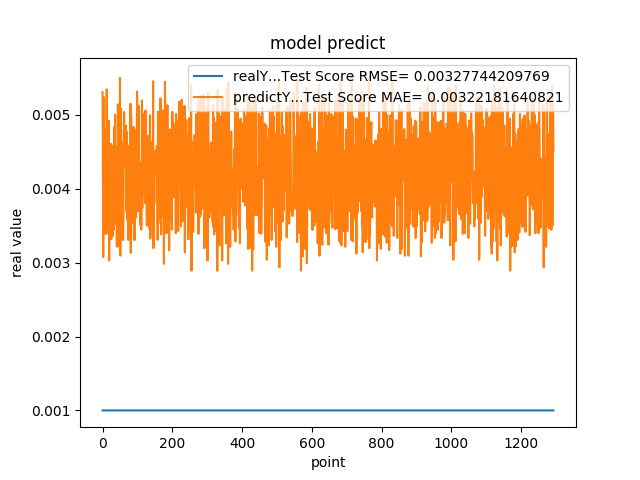 model predict
realY...Test Score RMSE= 0.00327744209769
predictY...Test Score MAE= 0.00322181640821
0.005
0.004
0.003
0.002
0.001
real value
0 200 400 600 800 1000 1200
point